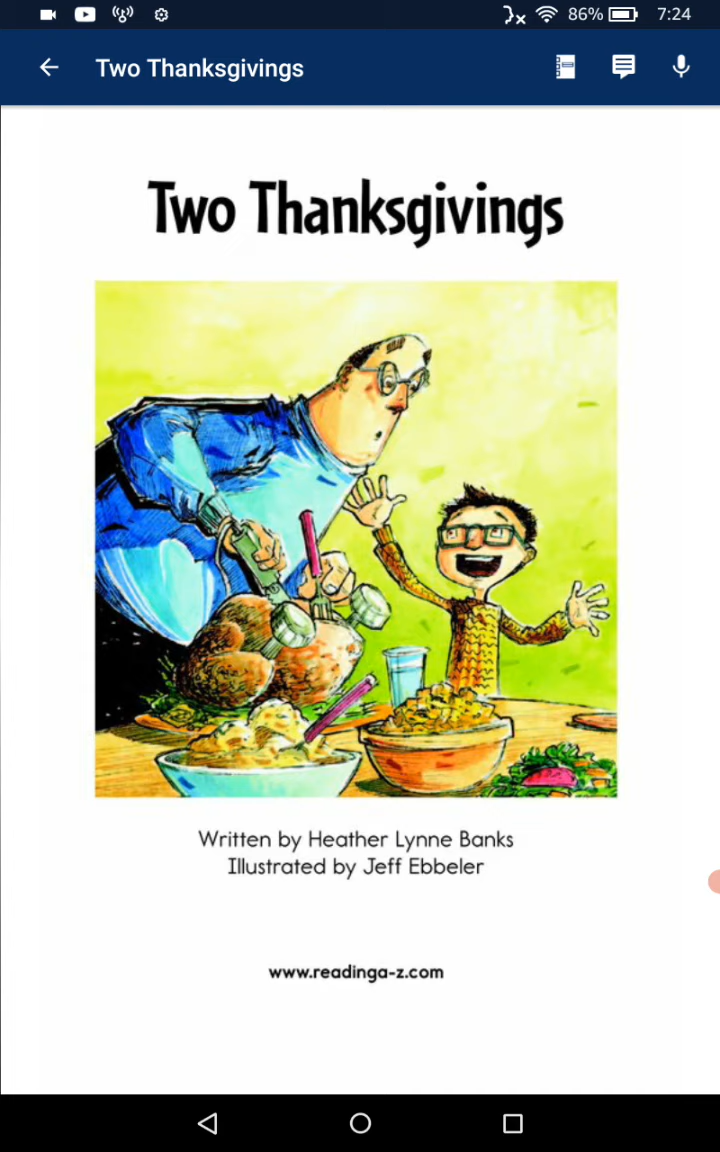 86% 7:24
Two Thanksgivings
Two Thanksgivings
Written by Heather Lynne Banks
Illustrated by Jeff Ebbeler
www.readinga-z.com